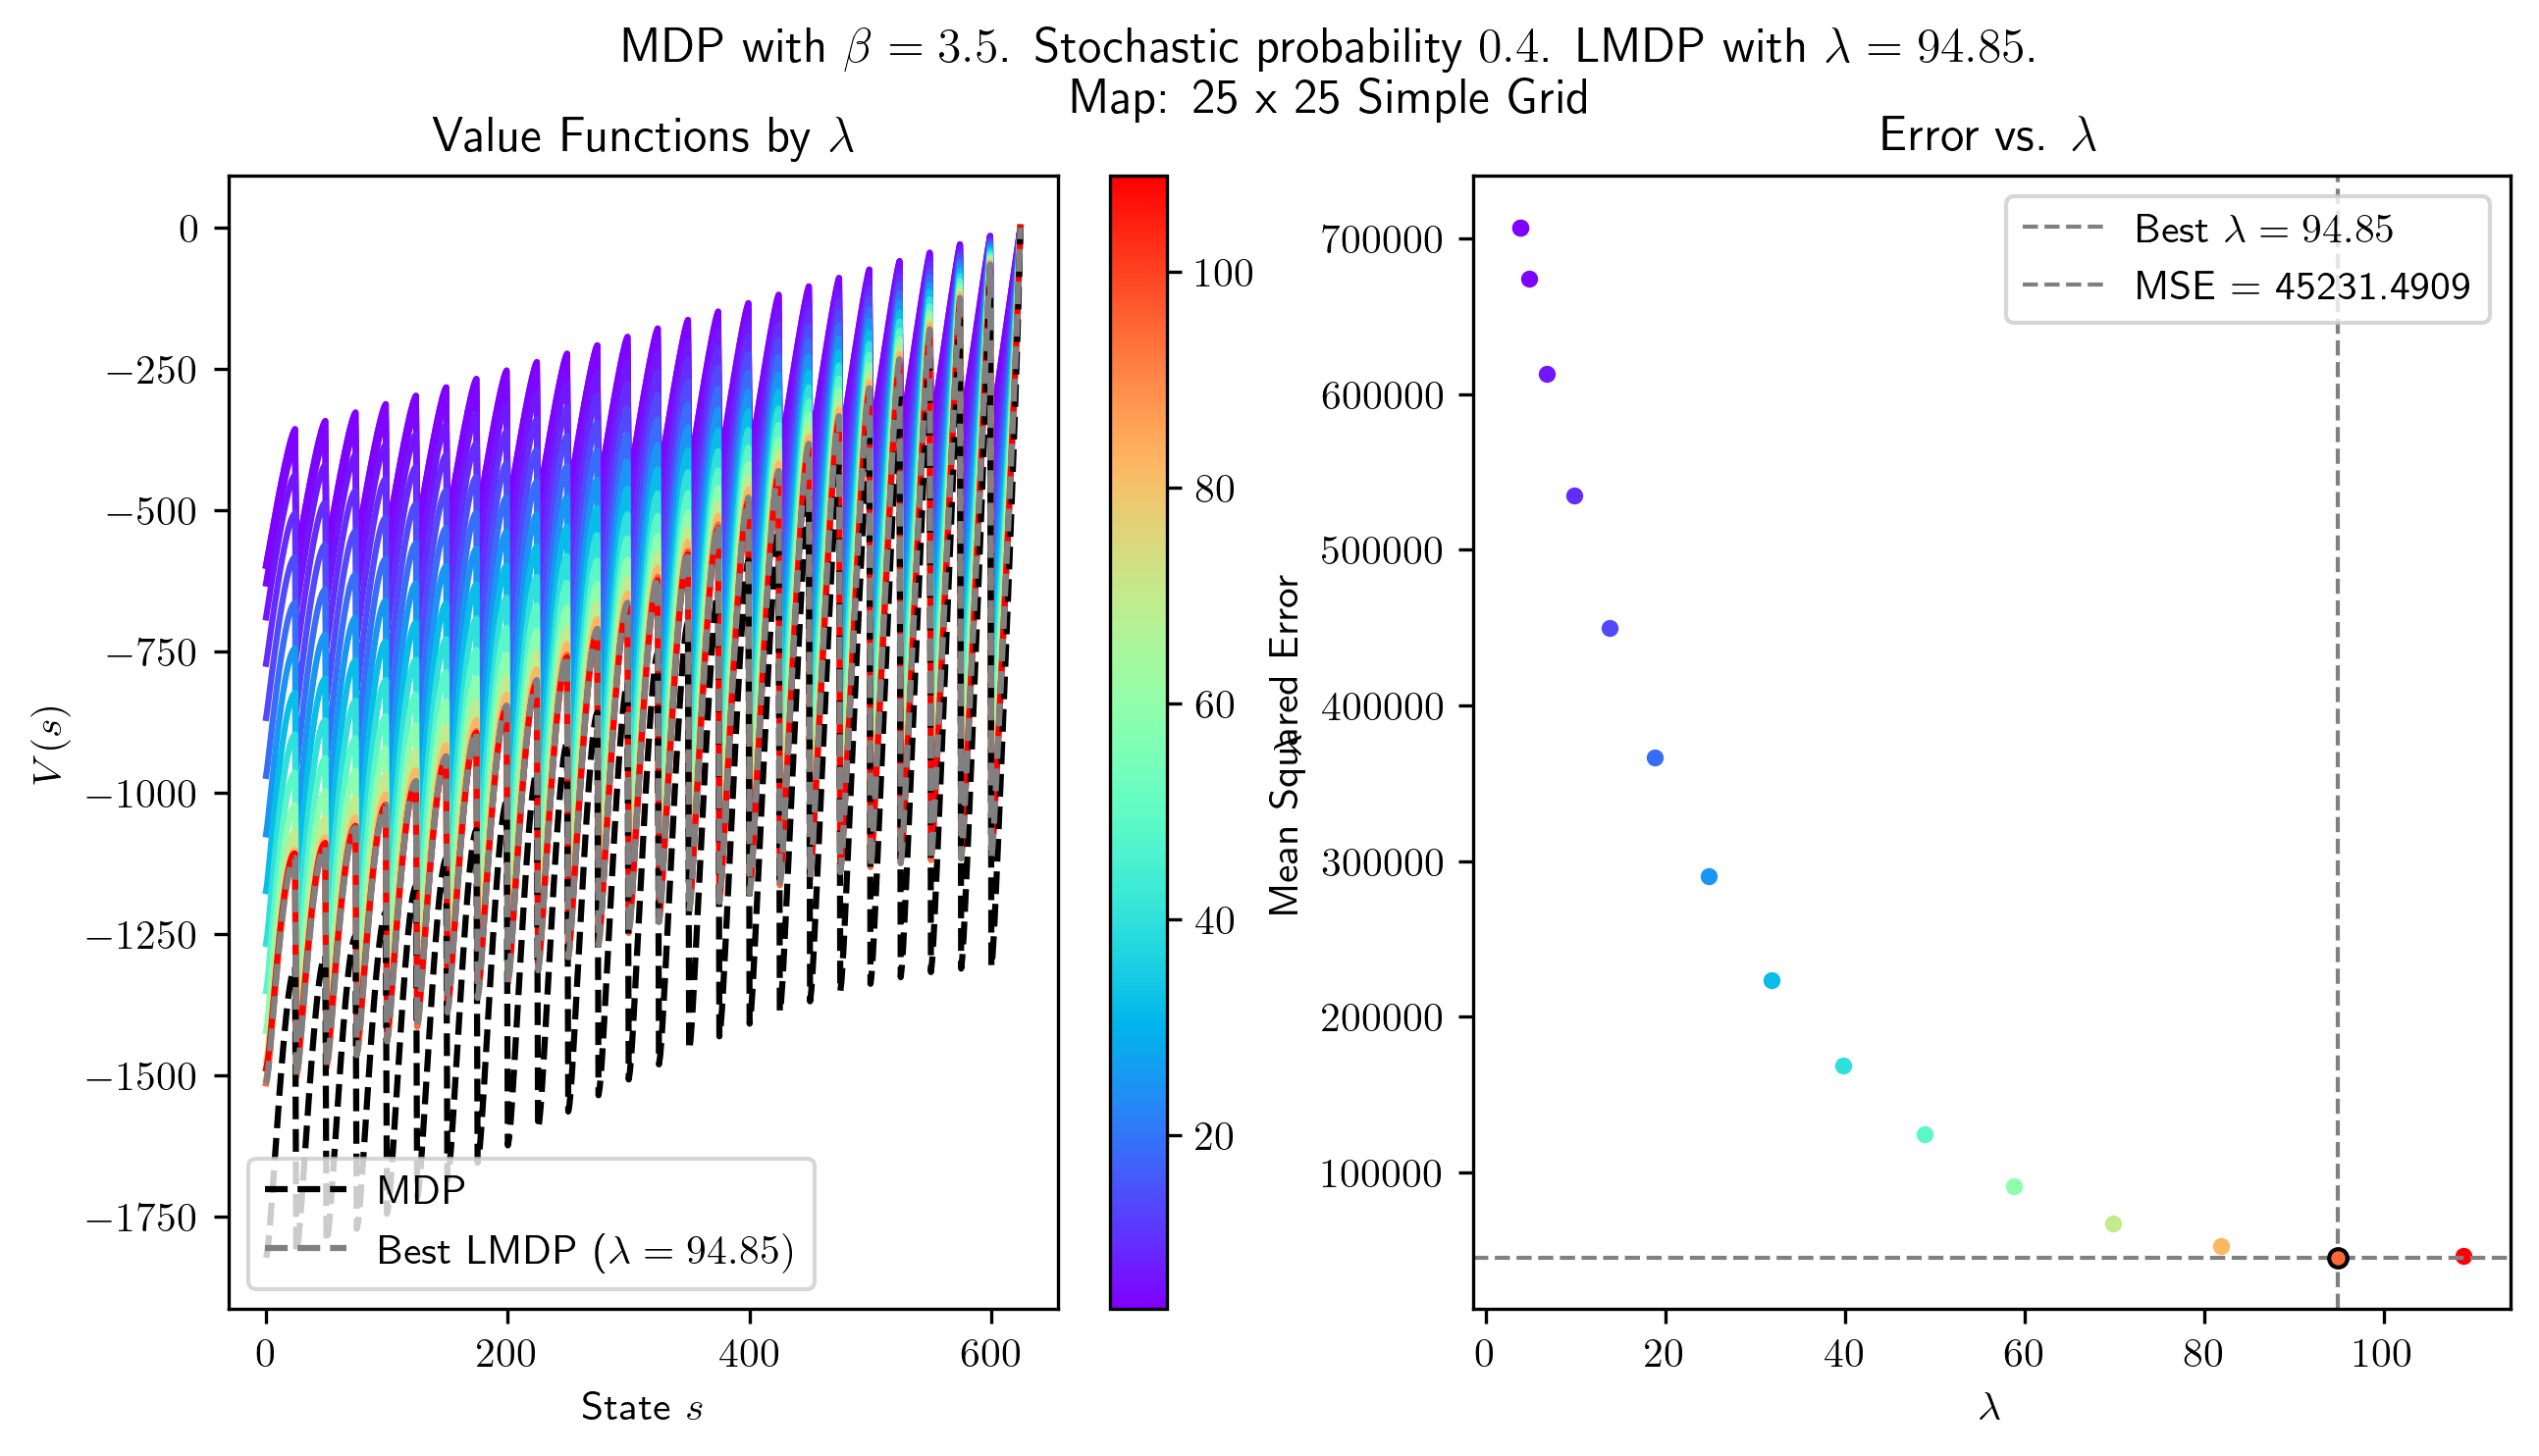 MDP with β = 3.5. Stochastic probability 0.4. LMDP with λ = 94.85.
Map: 25 x 25 Simple Grid
Value Functions by λ
V(s)
0
−250
−500
−750
−1000
−1250
−1500
−1750
MDP
Best LMDP (λ = 94.85)
0
200
400
600
State s
100
80
60
40
20
λ
Error vs. λ
Mean Squared Error
700000
600000
500000
400000
300000
200000
100000
Best λ = 94.85
MSE = 45231.4909
0
20
40
60
80
100
λ